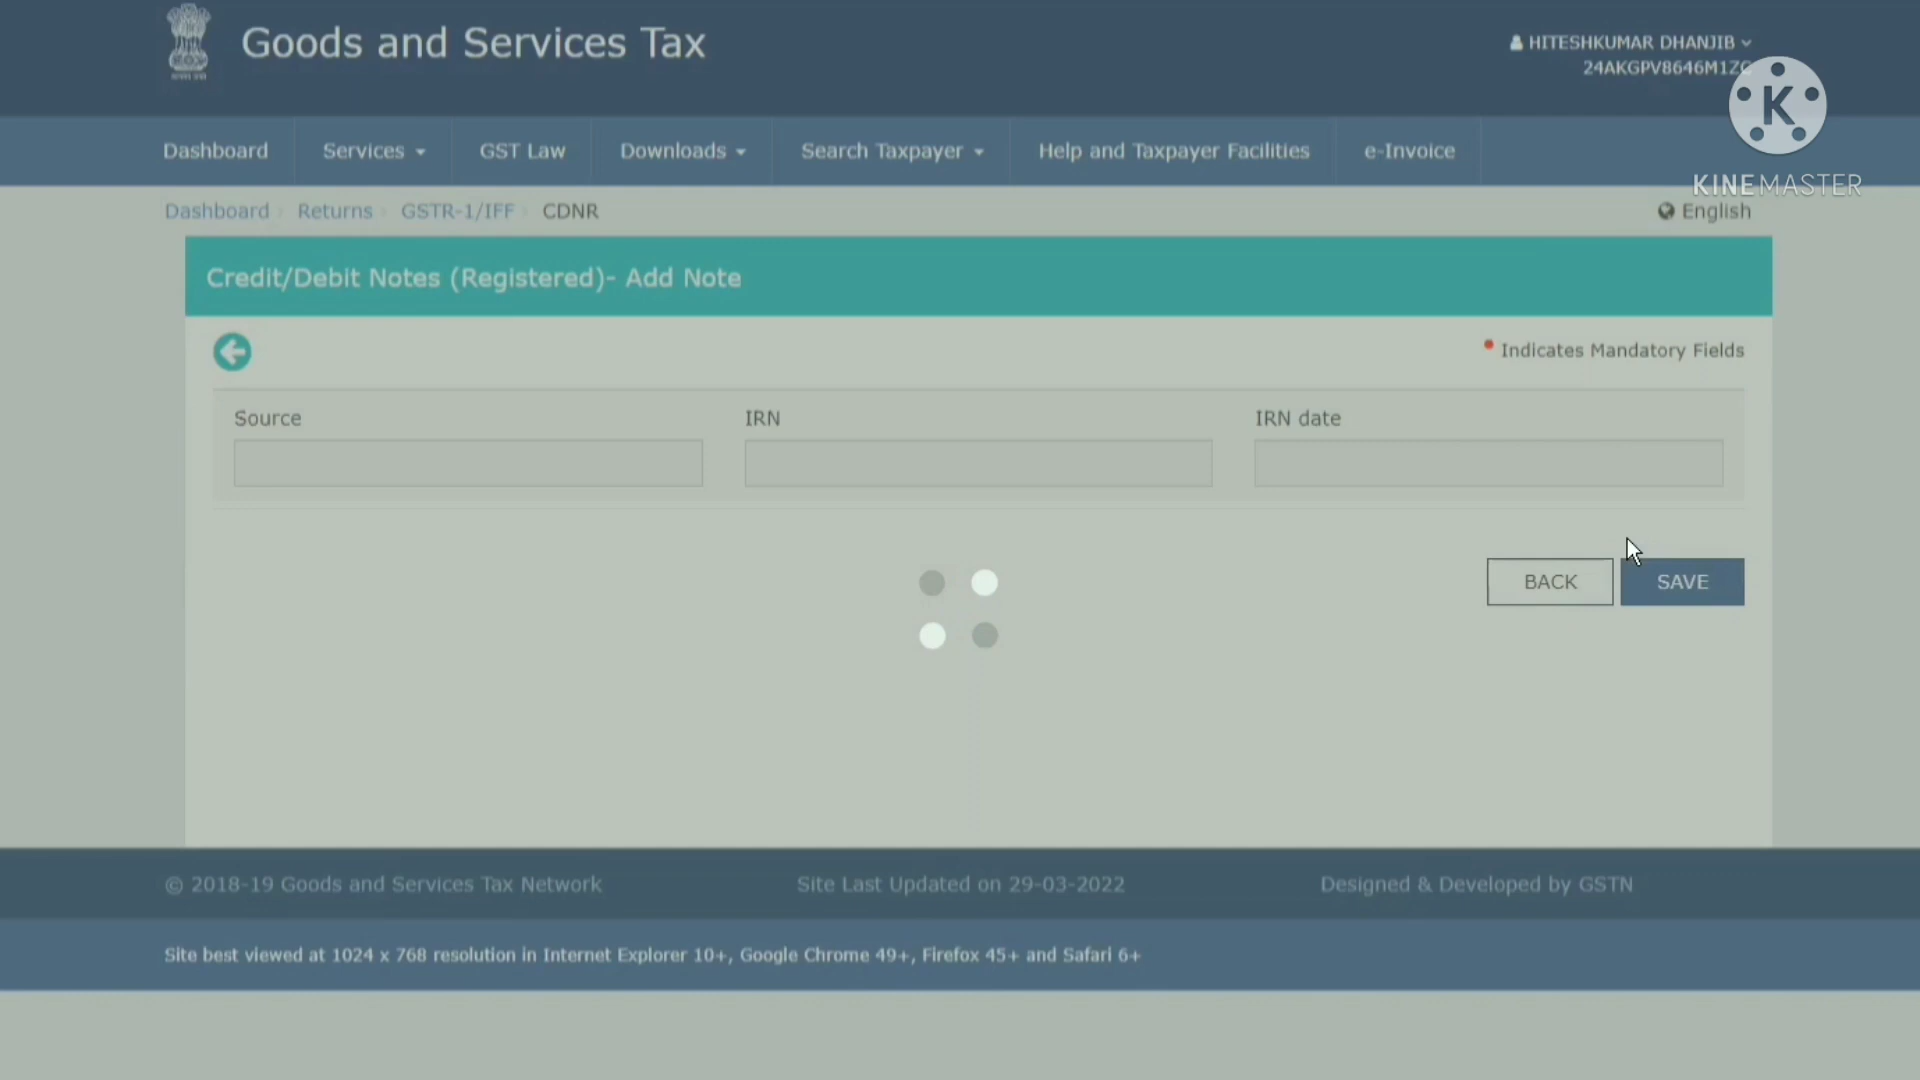 Goods and Services Tax
HITESHKUMAR DHANJIB
K
KINEMASTER
Dashboard Services GST Law Downloads Search Taxpayer Help and Taxpayer Facilities e-Invoice
Dashboard Returns GSTR-1/IFF CDNR English
Credit/Debit Notes (Registered)- Add Note
Indicates Mandatory Fields
Source IRN IRN date
BACK SAVE
© 2018-19 Goods and Services Tax Network Site Last Updated on 29-03-2022 Designed & Developed by GSTN
Site best viewed at 1024 x 768 resolution in Internet Explorer 10+, Google Chrome 49+, Firefox 45+ and Safari 6+